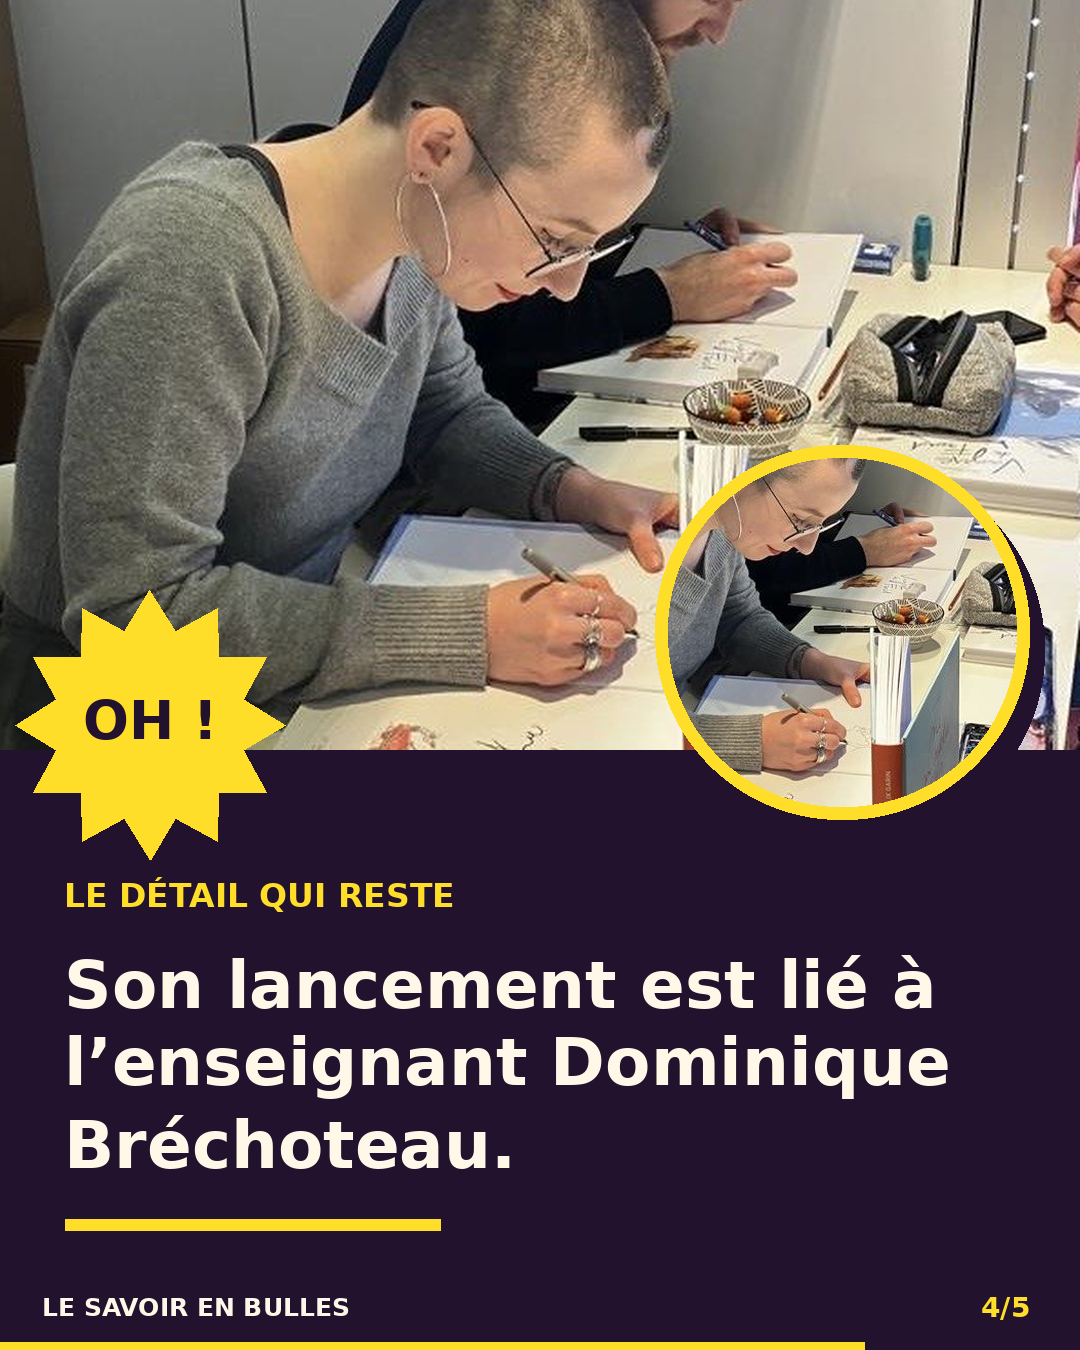 OH !
LE DÉTAIL QUI RESTE
Son lancement est lié à
l’enseignant Dominique
Bréchoteau.
LE SAVOIR EN BULLES
4/5